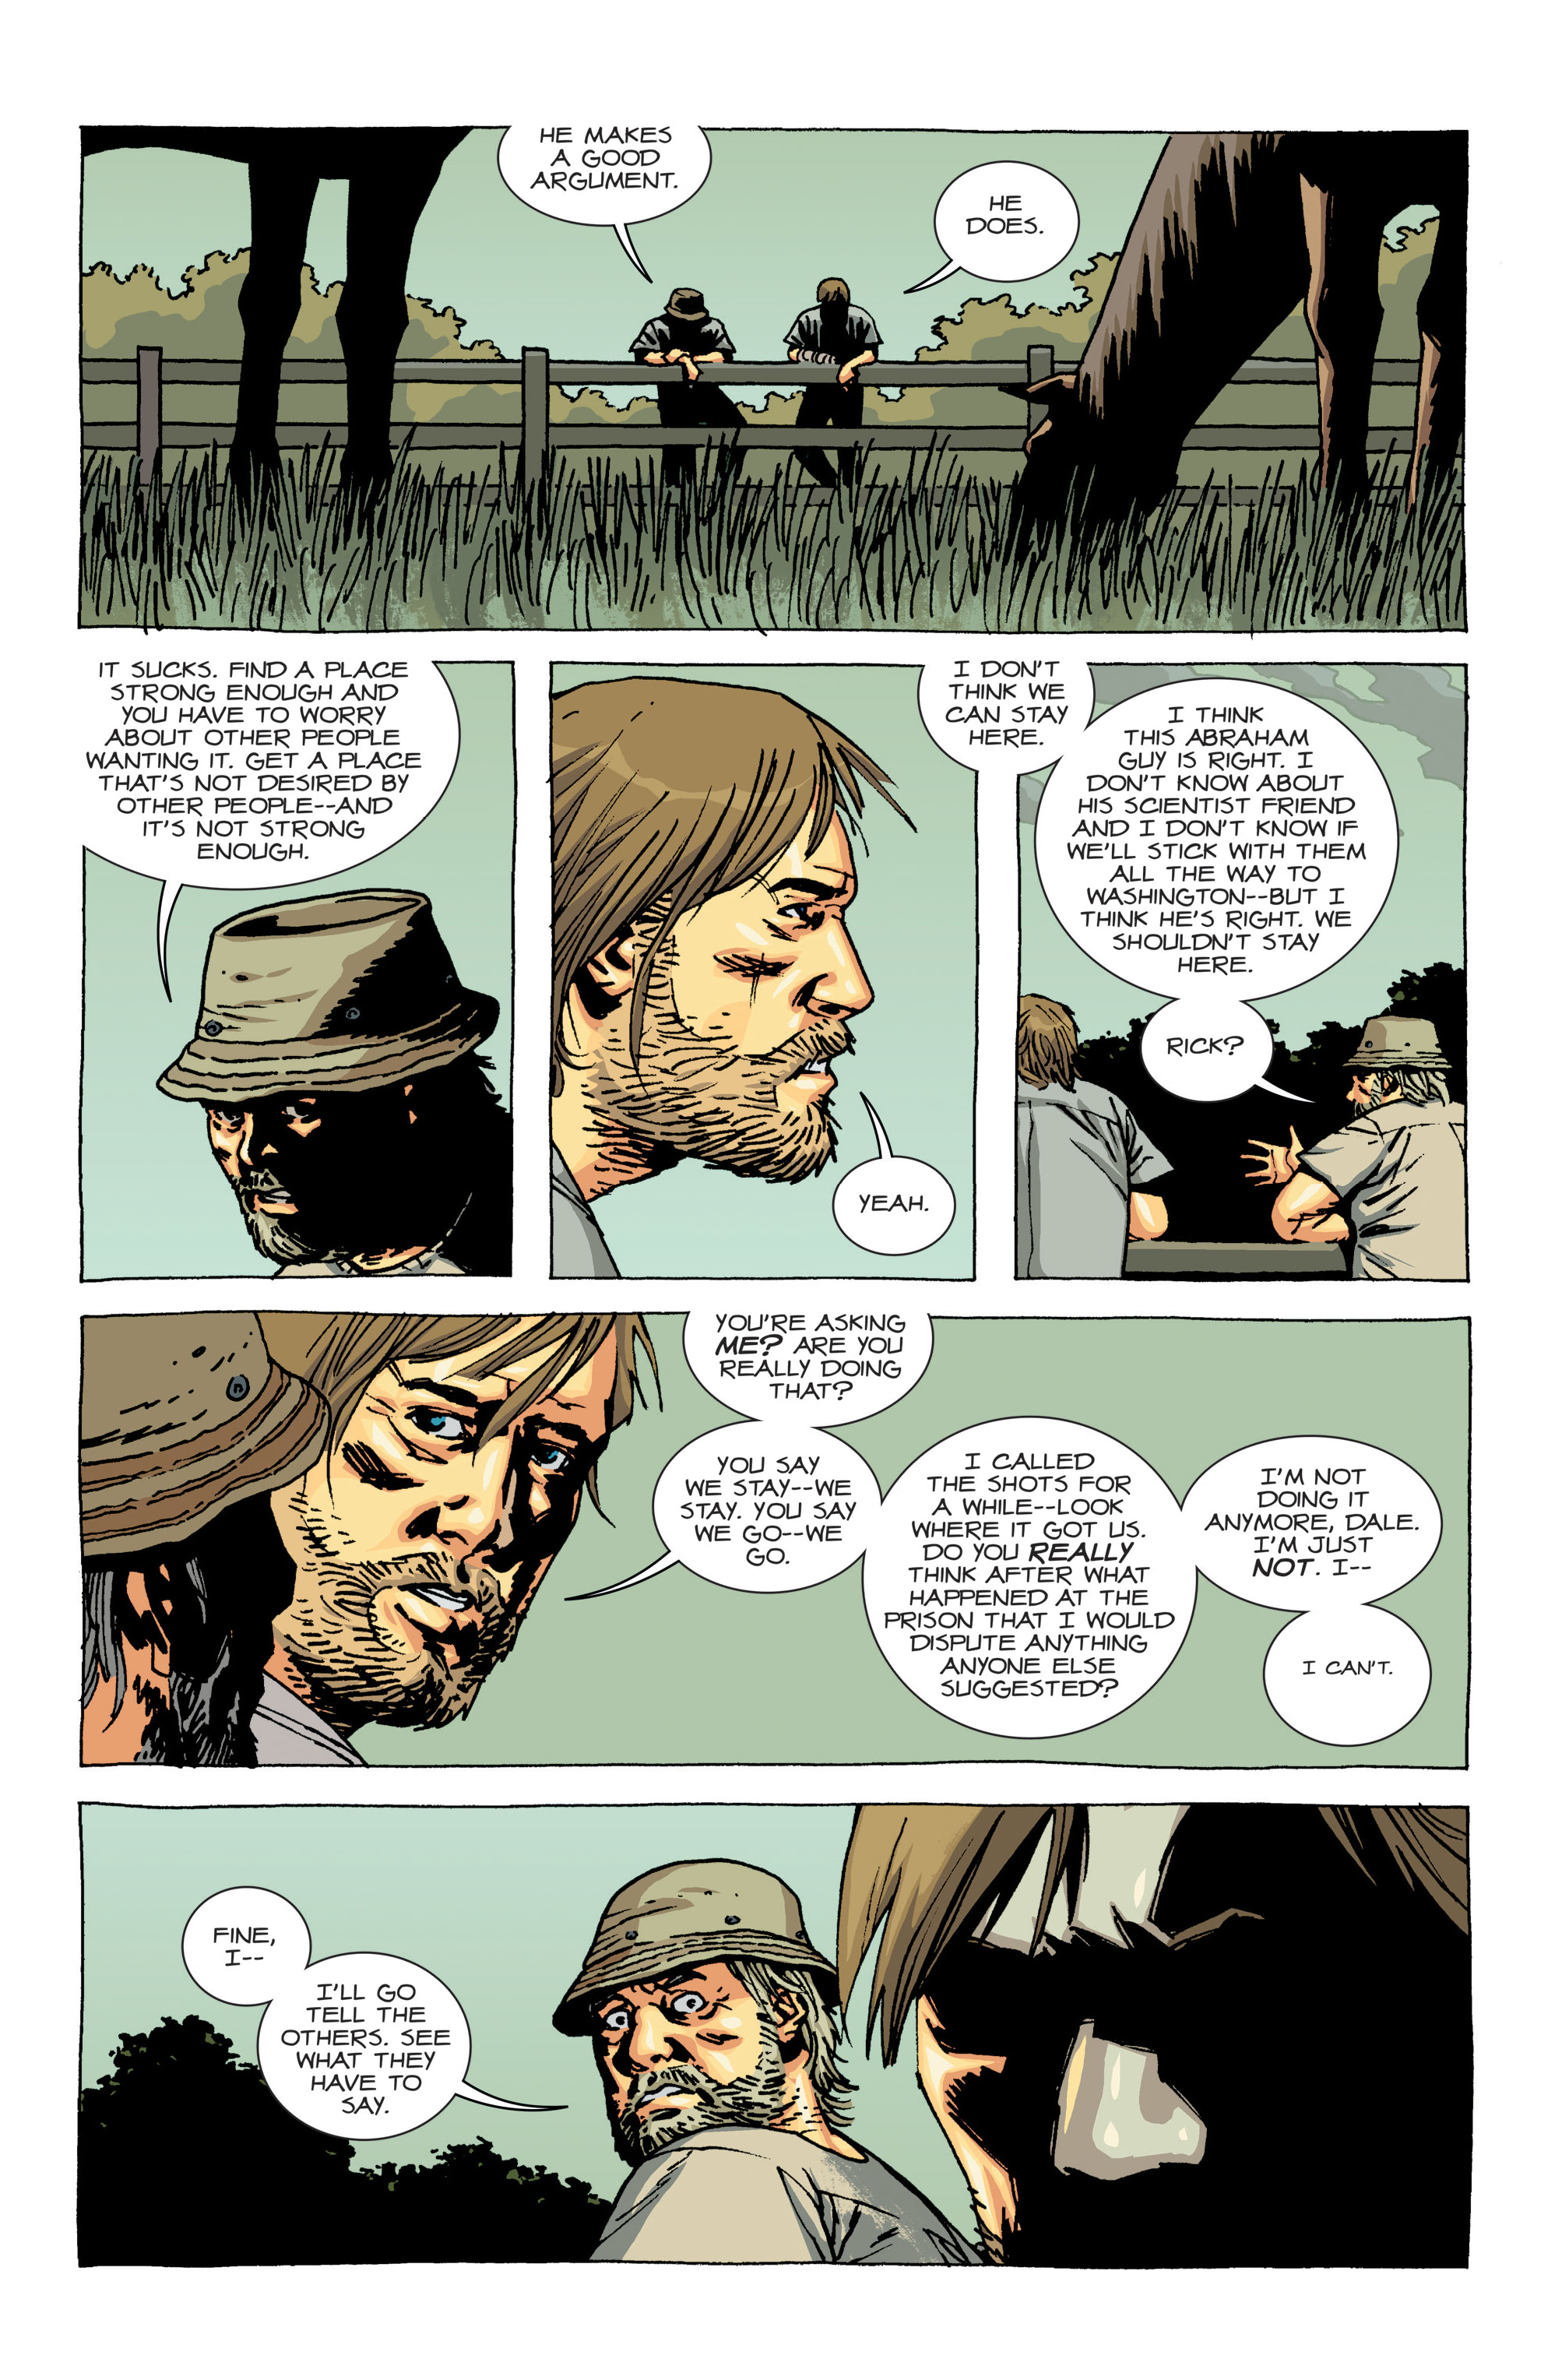 HE MAKES
A GOOD
ARGUMENT.
HE
DOES.
IT SUCKS. FIND A PLACE
STRONG ENOUGH AND
YOU HAVE TO WORRY
ABOUT OTHER PEOPLE
WANTING IT. GET A PLACE
THAT'S NOT DESIRED BY
OTHER PEOPLE--AND
IT'S NOT STRONG
ENOUGH.
YEAH.
I DON'T
THINK WE
CAN STAY
HERE.
I THINK
THIS ABRAHAM
GUY IS RIGHT. I
DON'T KNOW ABOUT
HIS SCIENTIST FRIEND
AND I DON'T KNOW IF
WE'LL STICK WITH THEM
ALL THE WAY TO
WASHINGTON--BUT I
THINK HE'S RIGHT. WE
SHOULDN'T STAY
HERE.
RICK?
YOU'RE ASKING
ME? ARE YOU
REALLY DOING
THAT?
YOU SAY
WE STAY--WE
STAY. YOU SAY
WE GO--WE
GO.
I CALLED
THE SHOTS FOR
A WHILE--LOOK
WHERE IT GOT US.
DO YOU REALLY
THINK AFTER WHAT
HAPPENED AT THE
PRISON THAT I WOULD
DISPUTE ANYTHING
ANYONE ELSE
SUGGESTED?
I'M NOT
DOING IT
ANYMORE, DALE.
I'M JUST
NOT. I--
I CAN'T.
FINE,
I--
I'LL GO
TELL THE
OTHERS. SEE
WHAT THEY
HAVE TO
SAY.